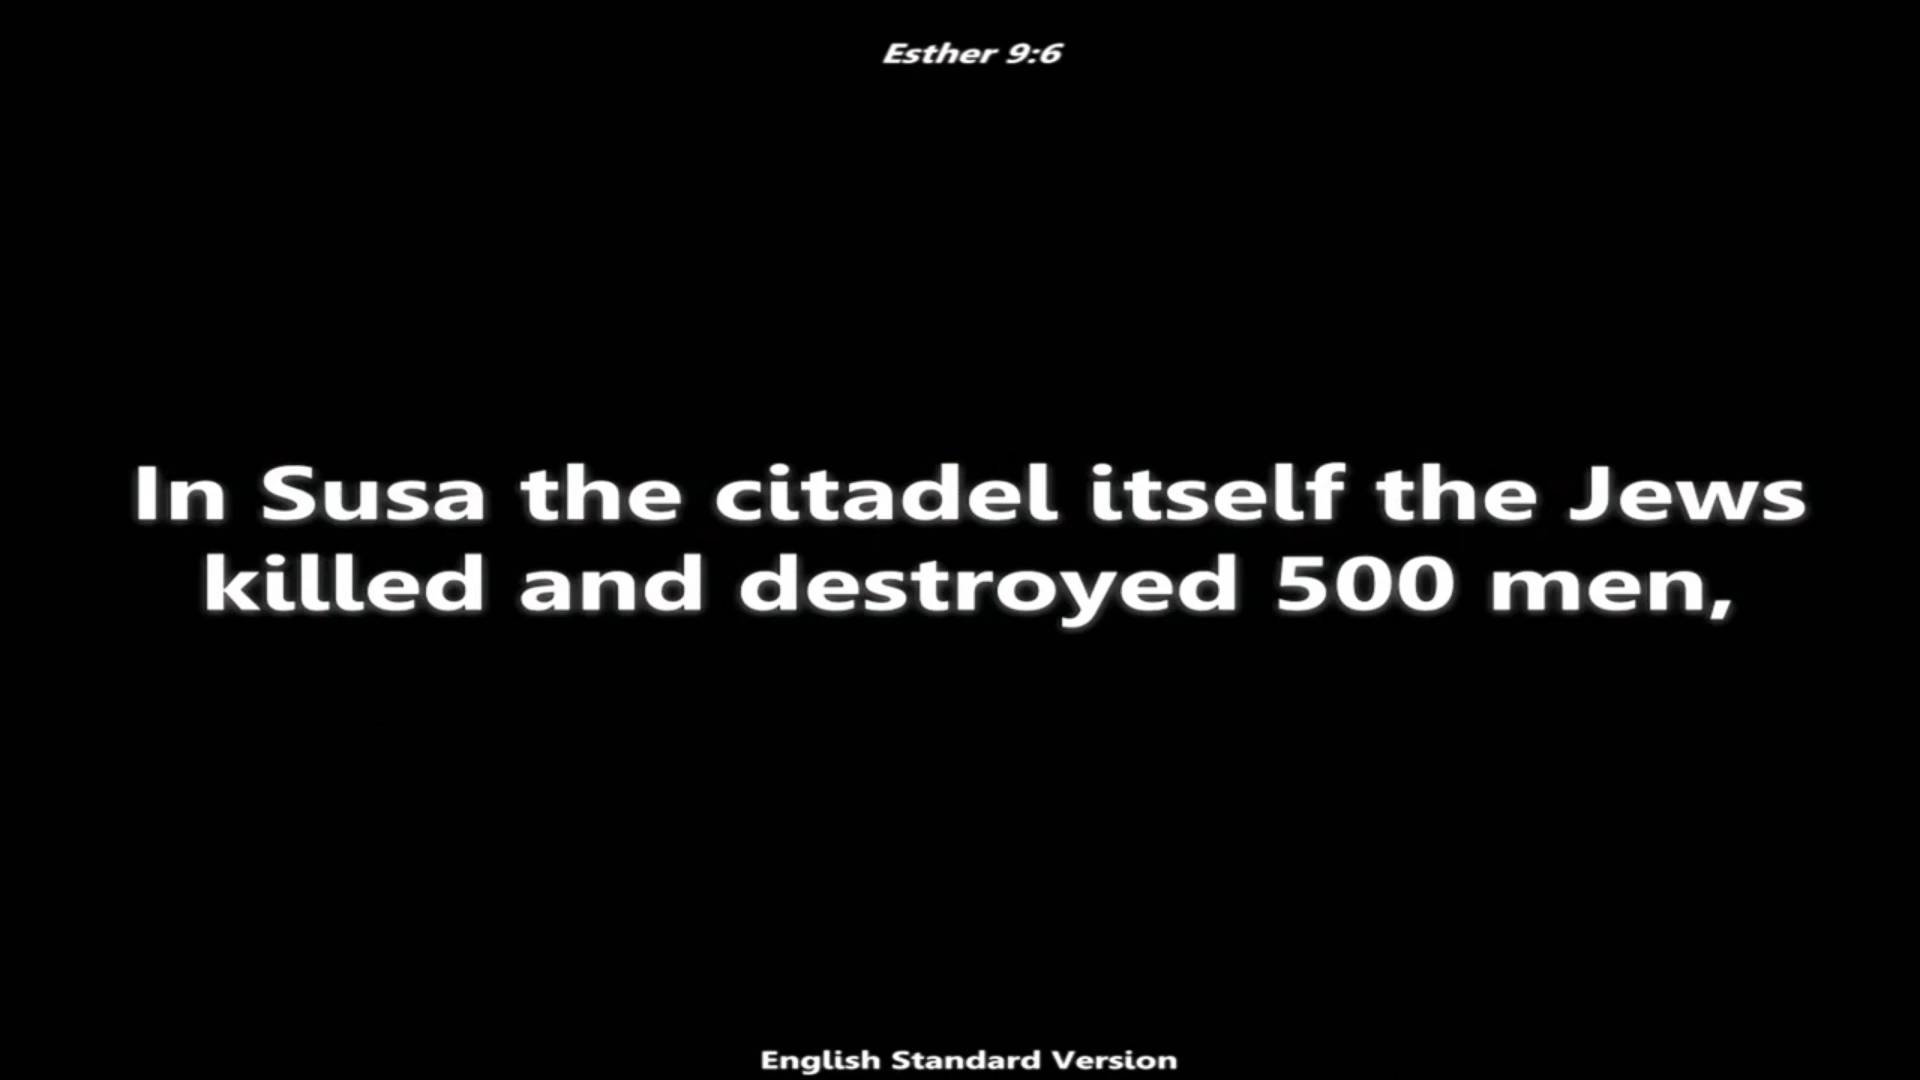 Esther 9:6
In Susa the citadel itself the Jews
killed and destroyed 500 men,
English Standard Version